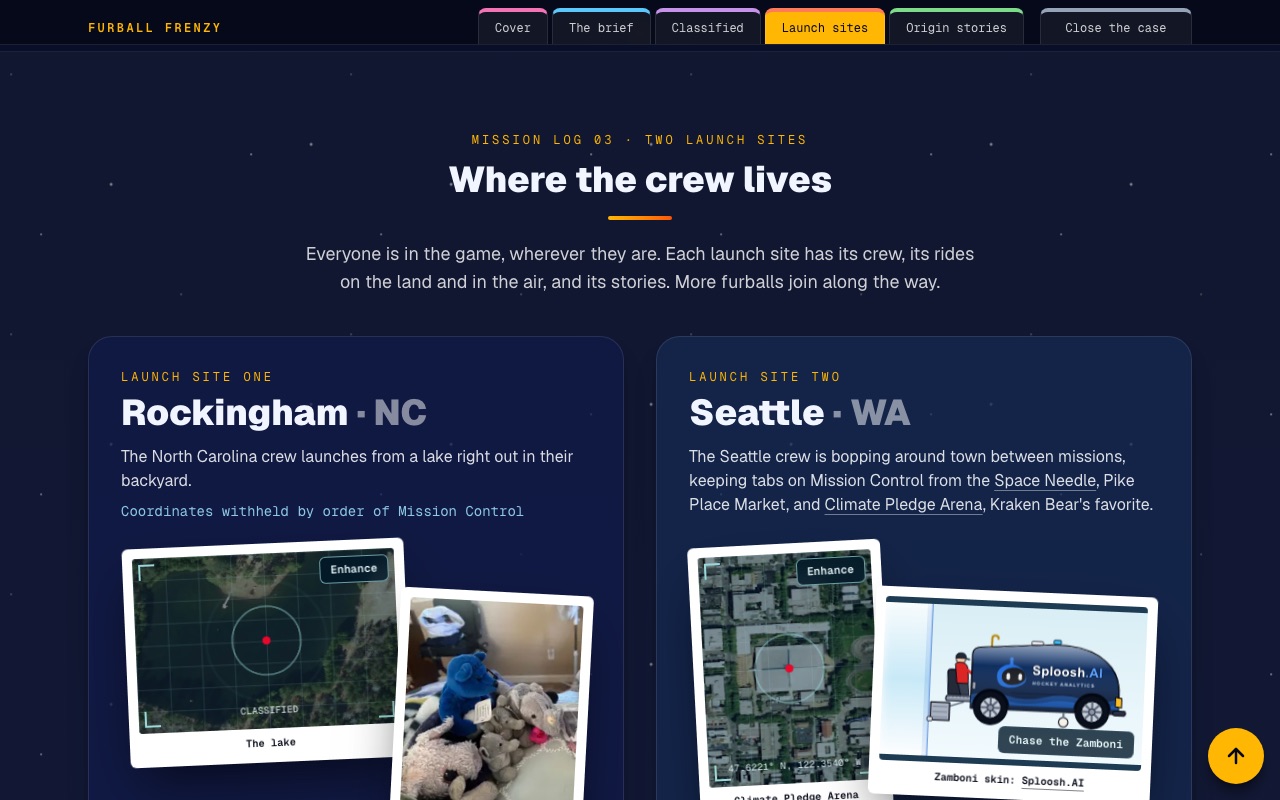 FURBALL FRENZY
Cover
The brief
Classified
Launch sites
Origin stories
Close the case
MISSION LOG 03 · TWO LAUNCH SITES
Where the crew lives
Everyone is in the game, wherever they are. Each launch site has its crew, its rides
on the land and in the air, and its stories. More furballs join along the way.
LAUNCH SITE ONE
Rockingham · NC
The North Carolina crew launches from a lake right out in their
backyard.
Coordinates withheld by order of Mission Control
Enhance
CLASSIFIED
The lake
LAUNCH SITE TWO
Seattle · WA
The Seattle crew is bopping around town between missions,
keeping tabs on Mission Control from the Space Needle, Pike
Place Market, and Climate Pledge Arena, Kraken Bear's favorite.
Enhance
47.6221° N, 122.3540° W
Climate Pledge Arena
Sploosh.AI
HOCKEY ANALYTICS
Chase the Zamboni
Zamboni skin: Sploosh.AI